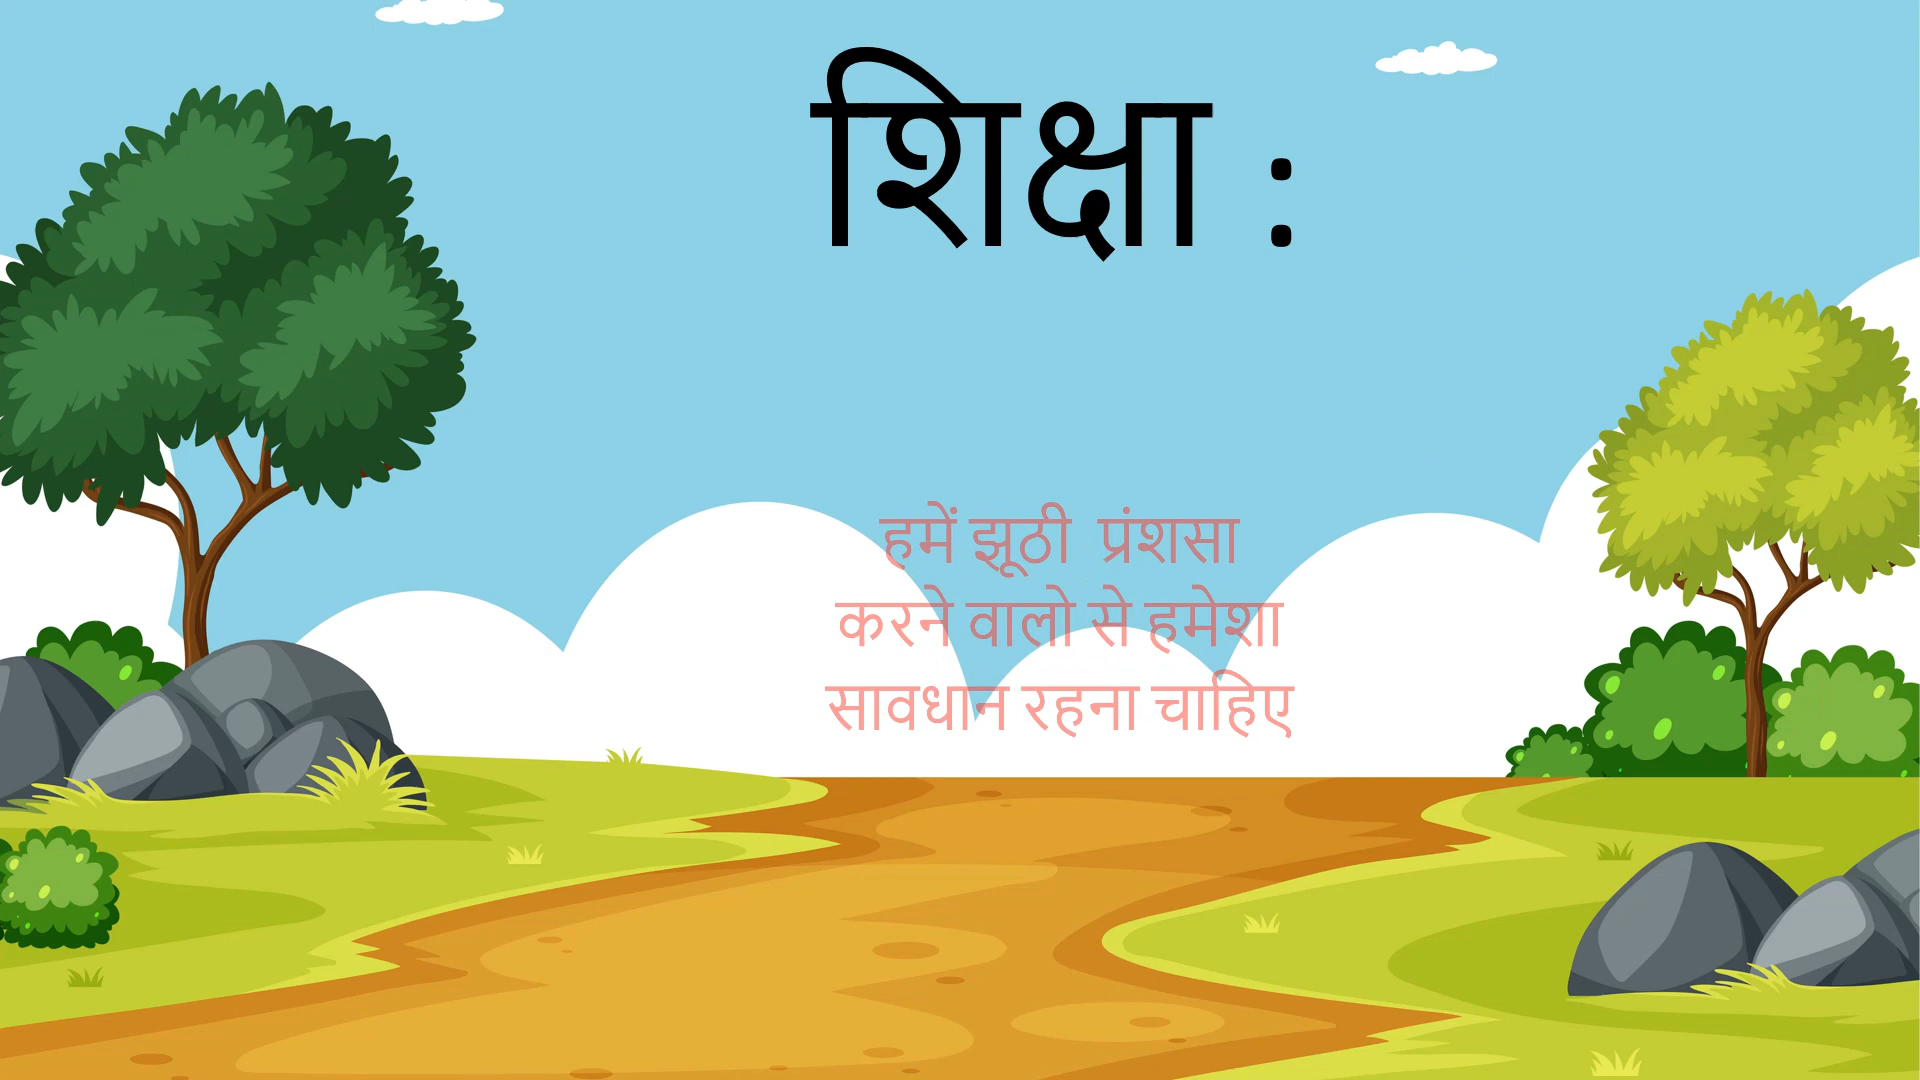 शिक्षा :
हमें झूठी प्रंशसा
करने वालो से हमेशा
सावधान रहना चाहिए